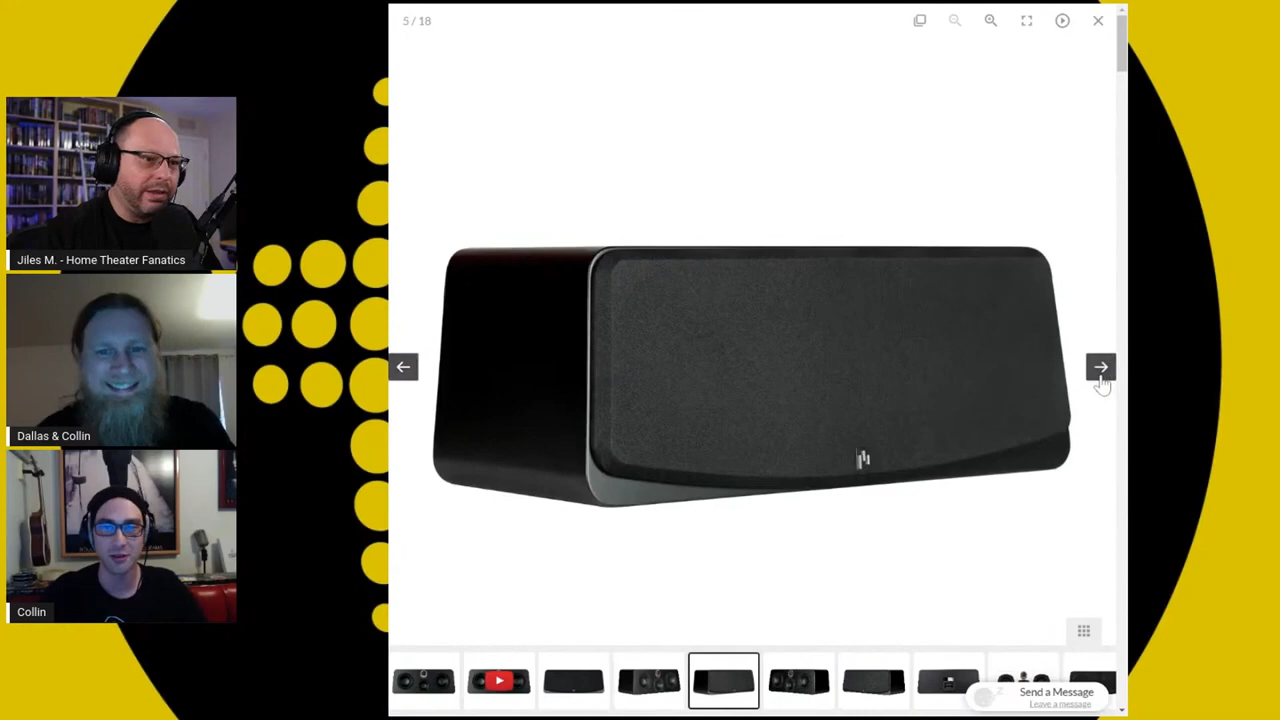 5 / 18
Jiles M. - Home Theater Fanatics
Dallas & Collin
Collin
Send a Message
Leave a message